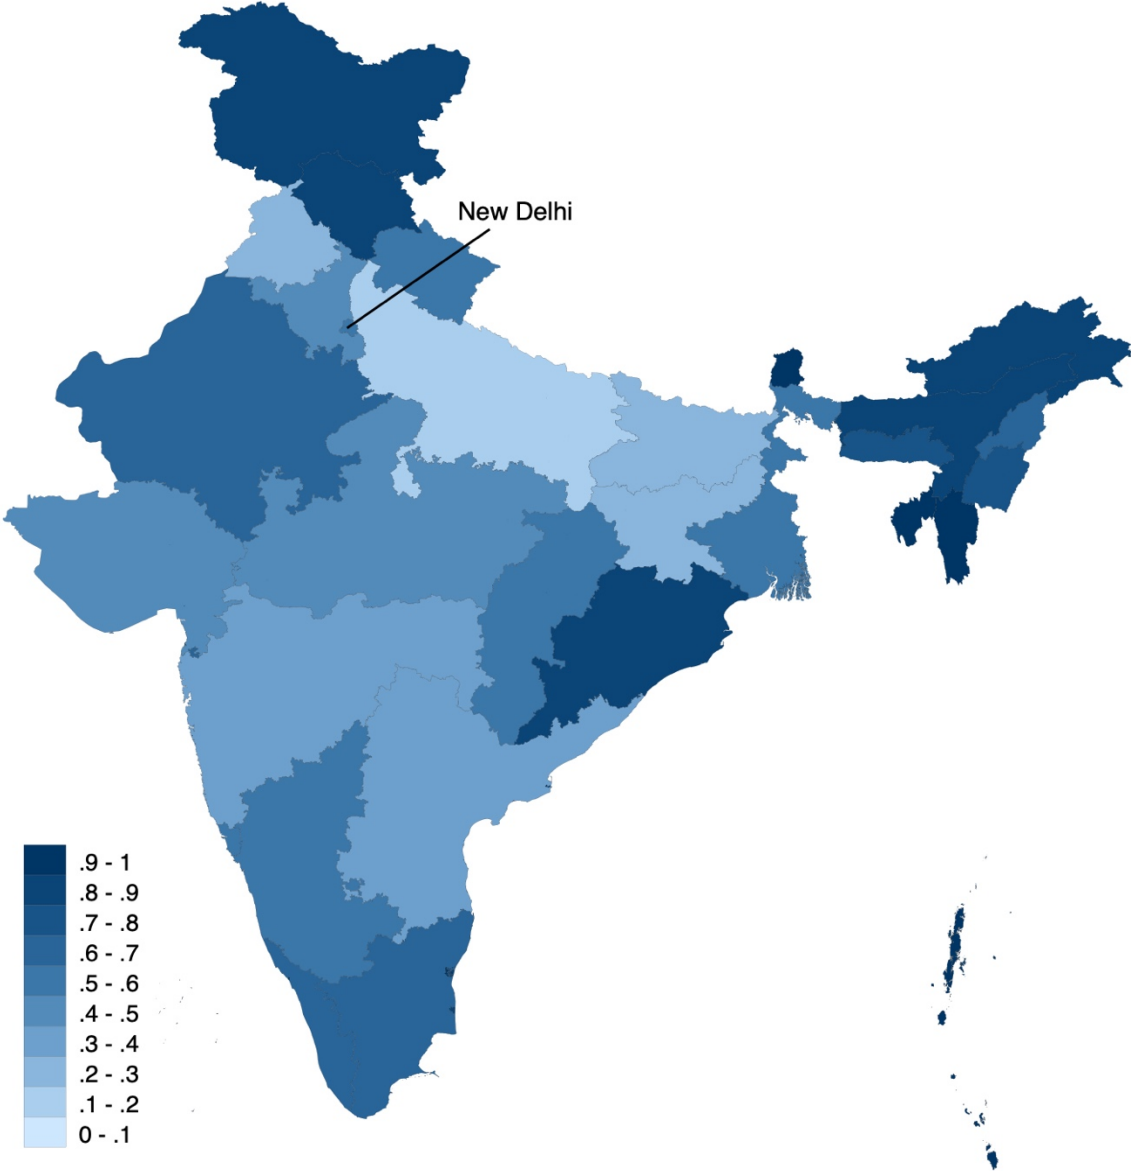 New Delhi
.9 - 1
.8 - .9
.7 - .8
.6 - .7
.5 - .6
.4 - .5
.3 - .4
.2 - .3
.1 - .2
0 - .1